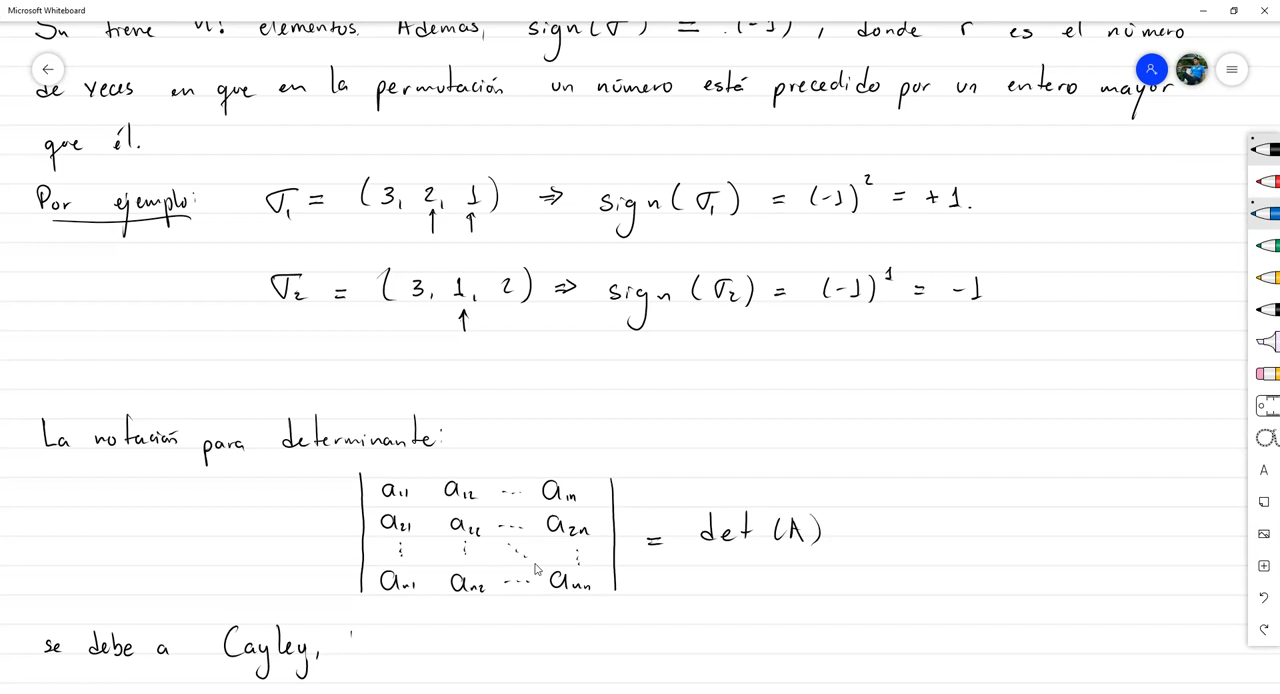 Microsoft Whiteboard
Sn tiene n! elementos. Además, sign(σ) = (-1)ʳ, donde r es el número
de veces en que en la permutación un número está precedido por un entero mayor
que él.
Por ejemplo: σ₁ = (3, 2, 1) ⇒ sign(σ₁) = (-1)² = +1.
↑ ↑
σ₂ = (3, 1, 2) ⇒ sign(σ₂) = (-1)¹ = -1
↑
La notación para determinante:
| a₁₁ a₁₂ ... a₁ₙ |
| a₂₁ a₂₂ ... a₂ₙ |
| ⋮ ⋮ ⋱ ⋮ | = det(A)
| aₙ₁ aₙ₂ ... aₙₙ |
se debe a Cayley,
A